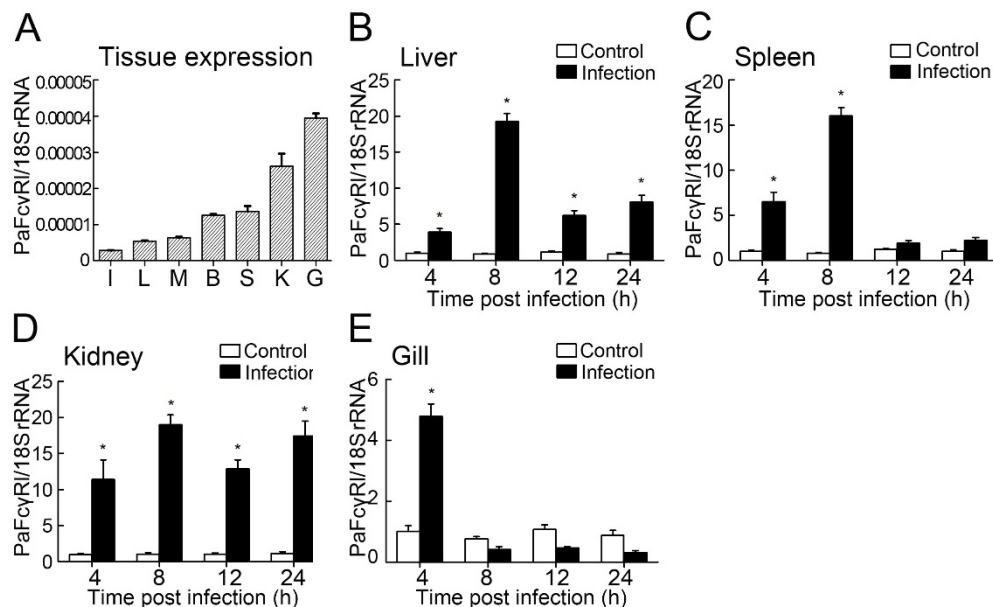 A
Tissue expression
PaFcγRI/18S rRNA
0.00005
0.00004
0.00003
0.00002
0.00001
0
I L M B S K G
B
Liver
Control
Infection
PaFcγRI/18S rRNA
25
20
15
10
5
0
* * * *
4 8 12 24
Time post infection (h)
C
Spleen
Control
Infection
PaFcγRI/18S rRNA
20
15
10
5
0
* *
4 8 12 24
Time post infection (h)
D
Kidney
Control
Infection
PaFcγRI/18S rRNA
25
20
15
10
5
0
* * * *
4 8 12 24
Time post infection (h)
E
Gill
Control
Infection
PaFcγRI/18S rRNA
6
4
2
0
*
4 8 12 24
Time post infection (h)